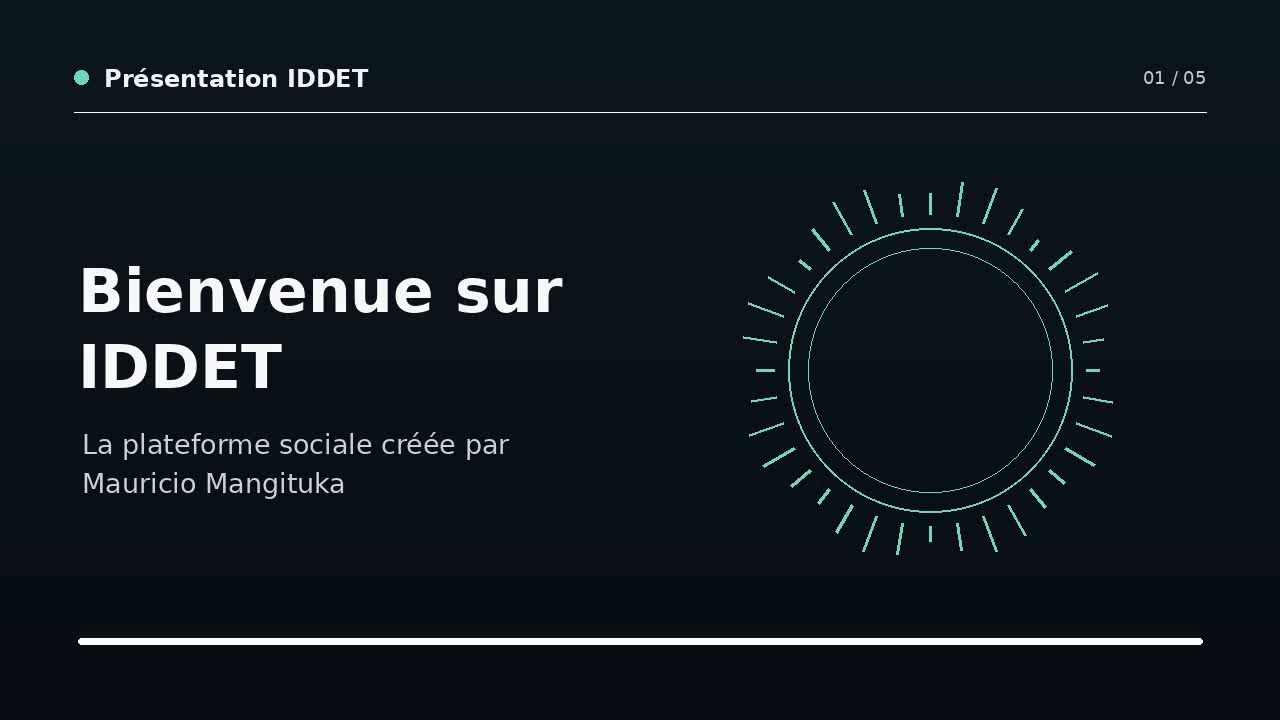 Présentation IDDET
01 / 05
Bienvenue sur
IDDET
La plateforme sociale créée par
Mauricio Mangituka